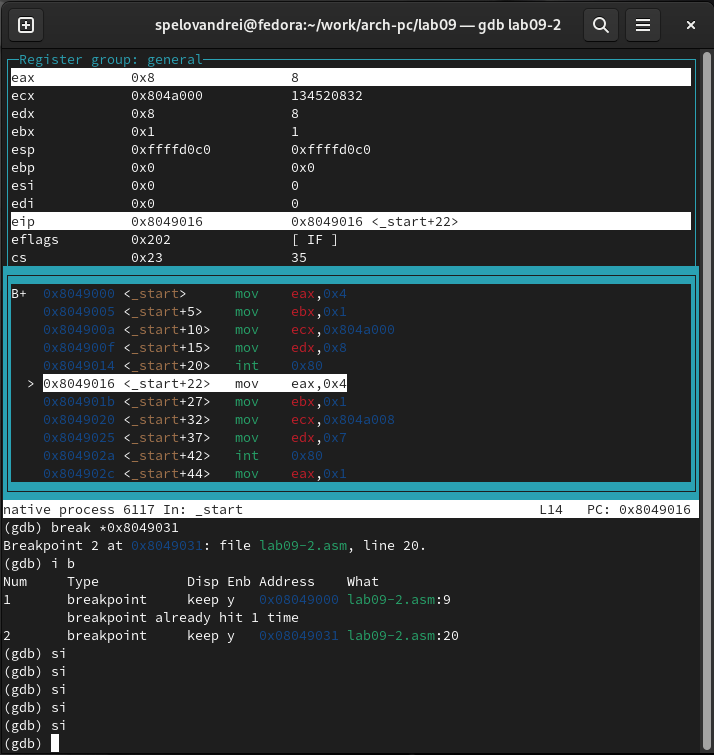 spelovandrei@fedora:~/work/arch-pc/lab09 — gdb lab09-2
Register group: general
eax 0x8 8
ecx 0x804a000 134520832
edx 0x8 8
ebx 0x1 1
esp 0xffffd0c0 0xffffd0c0
ebp 0x0 0x0
esi 0x0 0
edi 0x0 0
eip 0x8049016 0x8049016 <_start+22>
eflags 0x202 [ IF ]
cs 0x23 35
B+ 0x8049000 <_start> mov eax,0x4
0x8049005 <_start+5> mov ebx,0x1
0x804900a <_start+10> mov ecx,0x804a000
0x804900f <_start+15> mov edx,0x8
0x8049014 <_start+20> int 0x80
> 0x8049016 <_start+22> mov eax,0x4
0x804901b <_start+27> mov ebx,0x1
0x8049020 <_start+32> mov ecx,0x804a008
0x8049025 <_start+37> mov edx,0x7
0x804902a <_start+42> int 0x80
0x804902c <_start+44> mov eax,0x1
native process 6117 In: _start L14 PC: 0x8049016
(gdb) break *0x8049031
Breakpoint 2 at 0x8049031: file lab09-2.asm, line 20.
(gdb) i b
Num Type Disp Enb Address What
1 breakpoint keep y 0x08049000 lab09-2.asm:9
breakpoint already hit 1 time
2 breakpoint keep y 0x08049031 lab09-2.asm:20
(gdb) si
(gdb) si
(gdb) si
(gdb) si
(gdb) si
(gdb)